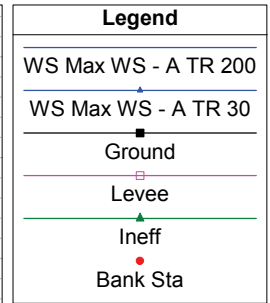 Legend
WS Max WS - A TR 200
WS Max WS - A TR 30
Ground
Levee
Ineff
Bank Sta